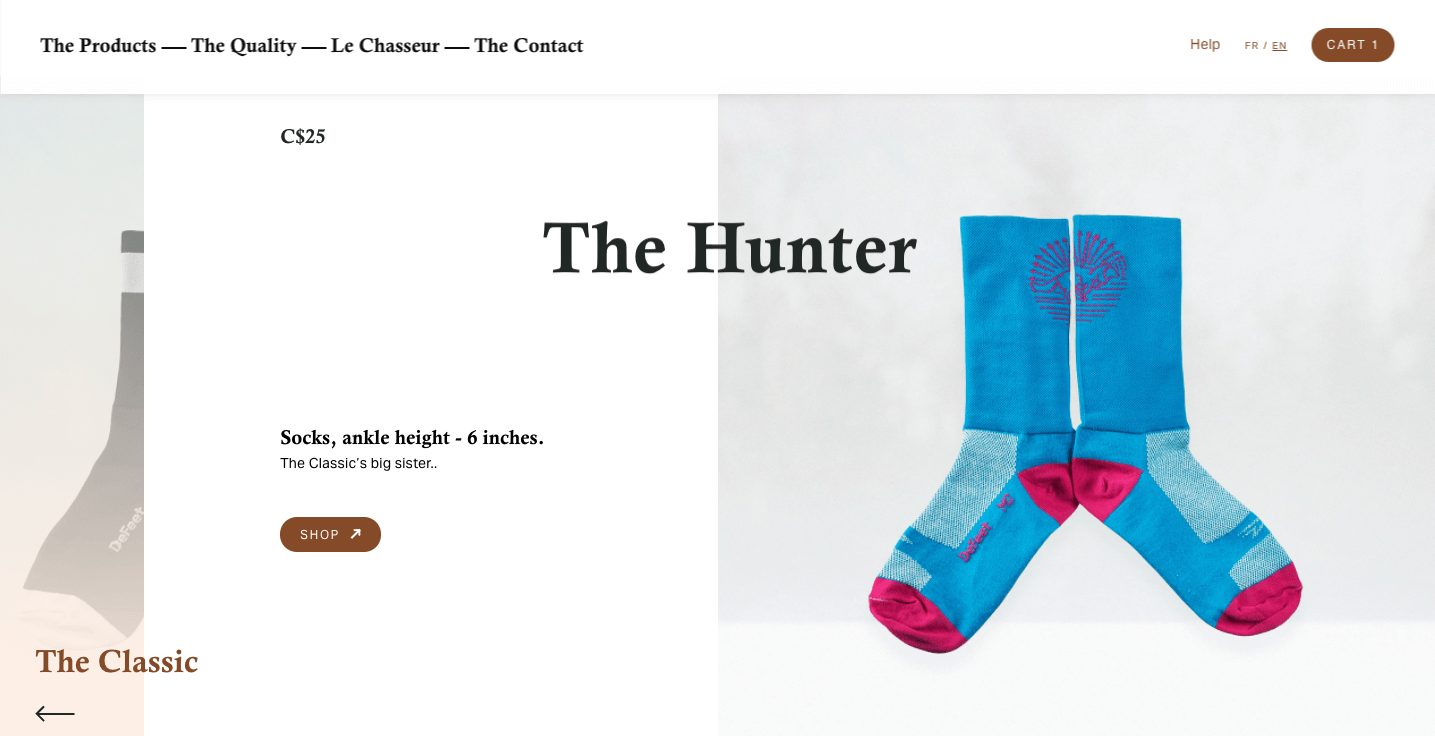 The Products — The Quality — Le Chasseur — The Contact
Help
FR / EN
CART 1
C$25
The Hunter
Socks, ankle height - 6 inches.
The Classic’s big sister..
SHOP
DeFeet
DeFeet
The Classic